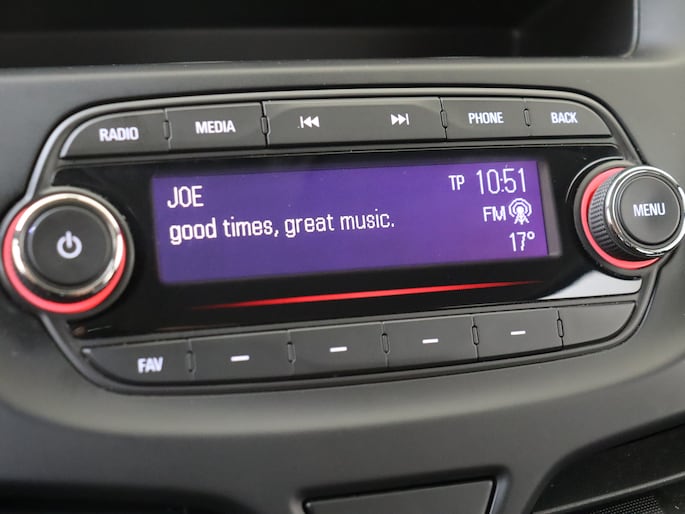 RADIO MEDIA PHONE BACK
JOE TP 10:51
good times, great music. FM
17°
MENU
FAV